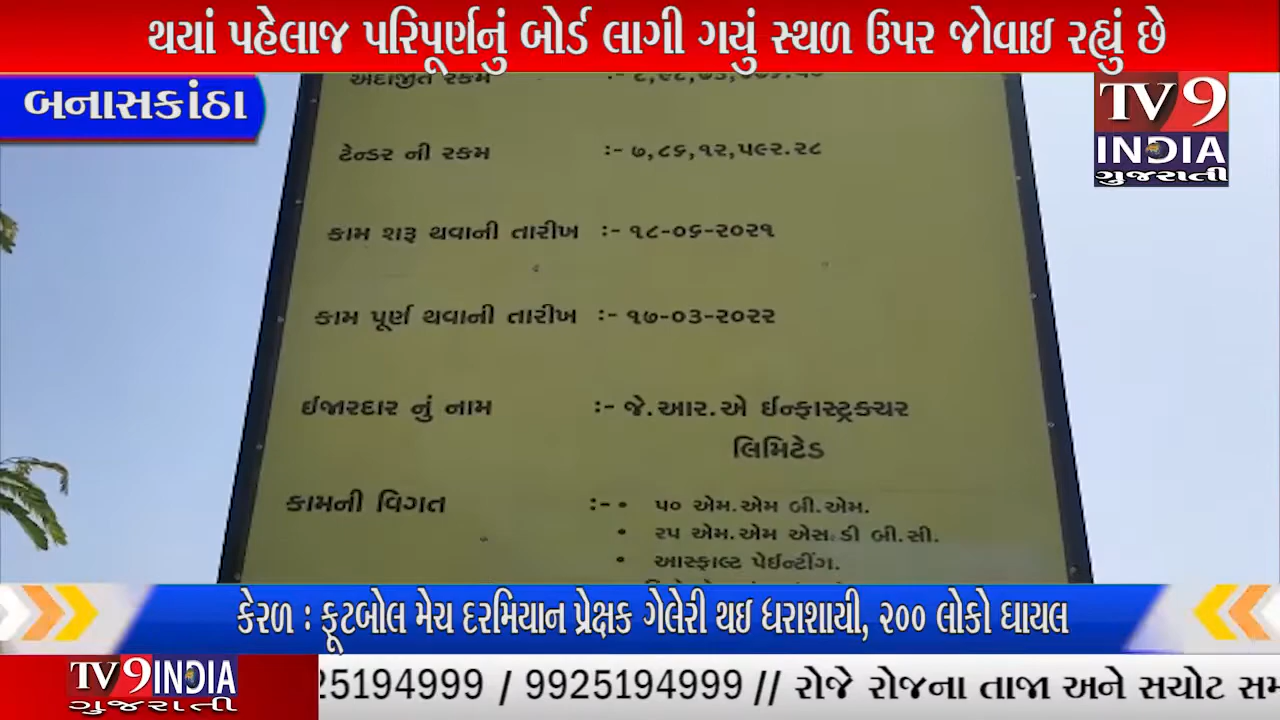 થયાં પહેલાજ પરિપૂર્ણનું બોર્ડ લાગી ગયું સ્થળ ઉપર જોવાઇ રહ્યું છે
બનાસકાંઠા
TV9
INDIA
ગુજરાતી
ટેન્ડર ની રકમ :- ૭,૮૬,૧૨,૫૯૨.૨૮
કામ શરૂ થવાની તારીખ :- ૧૮-૦૬-૨૦૨૧
કામ પૂર્ણ થવાની તારીખ :- ૧૭-૦૩-૨૦૨૨
ઈજારદાર નું નામ :- જે.આર.એ ઈન્ફાસ્ટ્રક્ચર
લિમિટેડ
કામની વિગત :- • ૫૦ એમ.એમ બી.એમ.
• ૨૫ એમ.એમ એસ.ડી બી.સી.
• આસ્ફાલ્ટ પેઈન્ટીંગ.
કેરળ : ફૂટબોલ મેચ દરમિયાન પ્રેક્ષક ગેલેરી થઇ ધરાશાયી, ૨૦૦ લોકો ઘાયલ
TV9INDIA
ગુજરાતી
25194999 / 9925194999 // રોજે રોજના તાજા અને સચોટ સમ